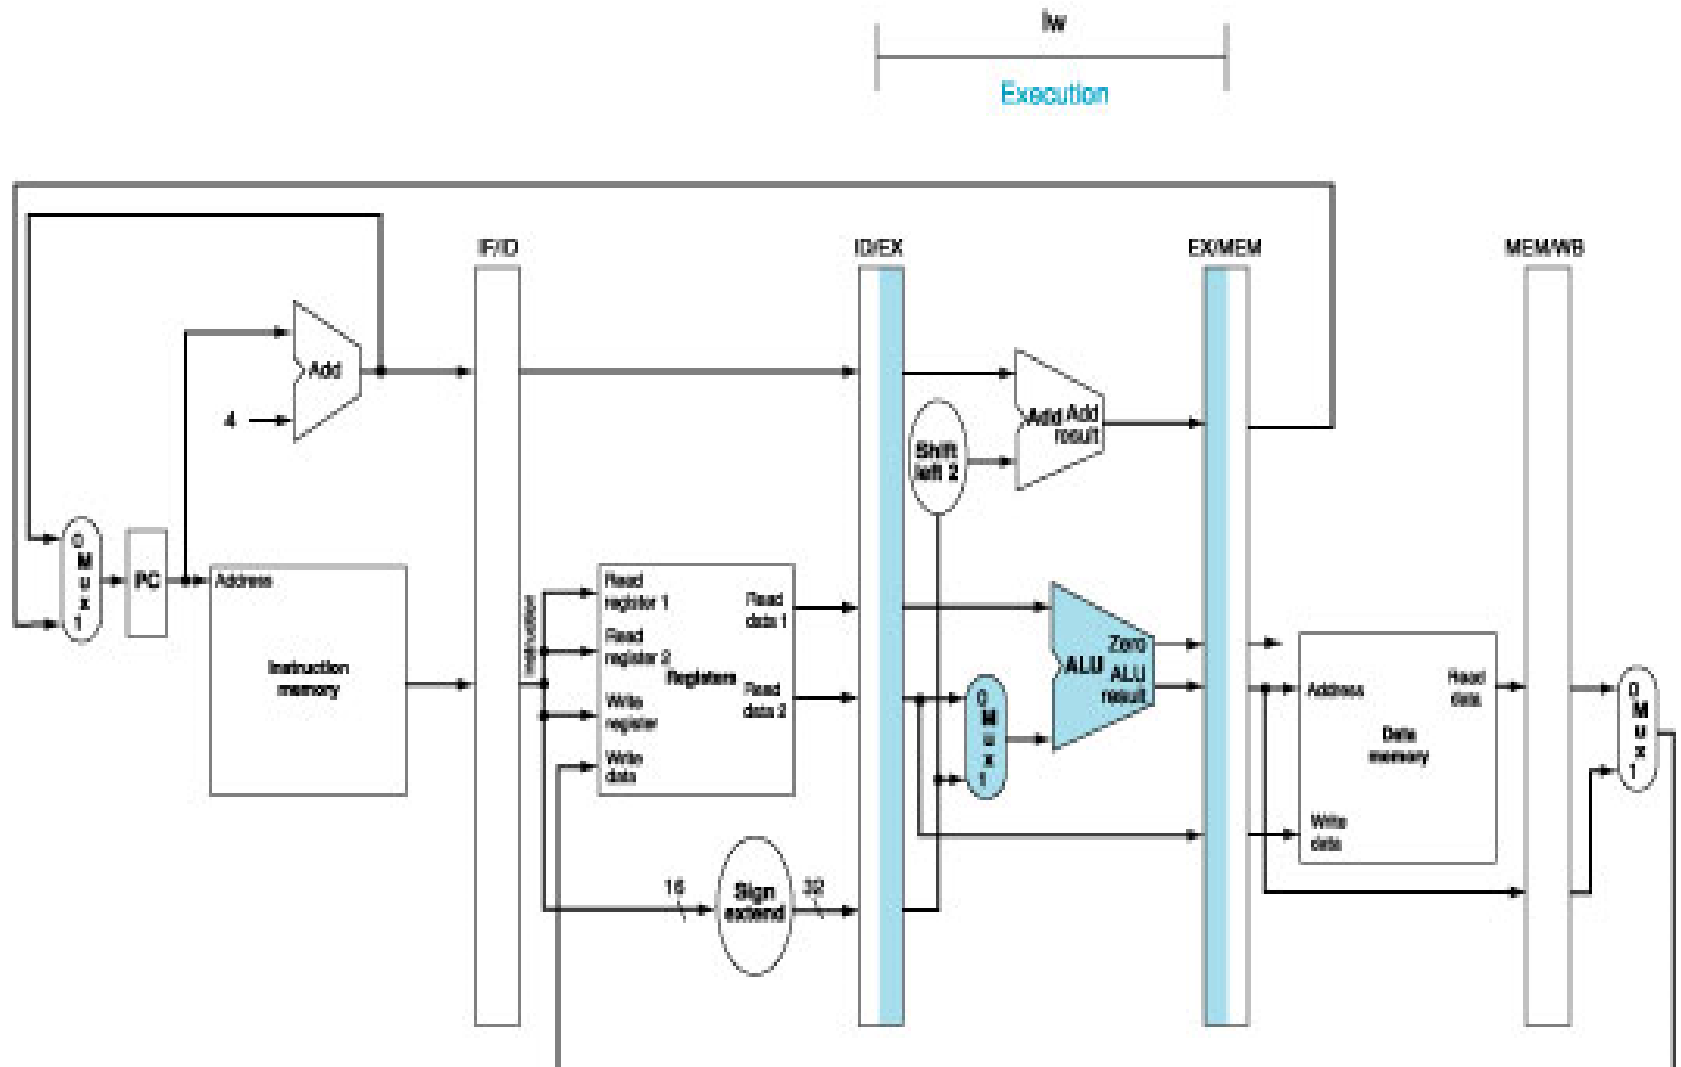 lw
Execution
IF/ID
ID/EX
EX/MEM
MEM/WB
Add
4
Add Add
result
Shift
left 2
0
M
u
x
1
PC
Address
Instruction
memory
Instruction
Read
register 1
Read
register 2
Write
register
Write
data
Registers
Read
data 1
Read
data 2
0
M
u
x
1
Zero
ALU
ALU
result
Address
Read
data
Data
memory
Write
data
0
M
u
x
1
16
Sign
extend
32